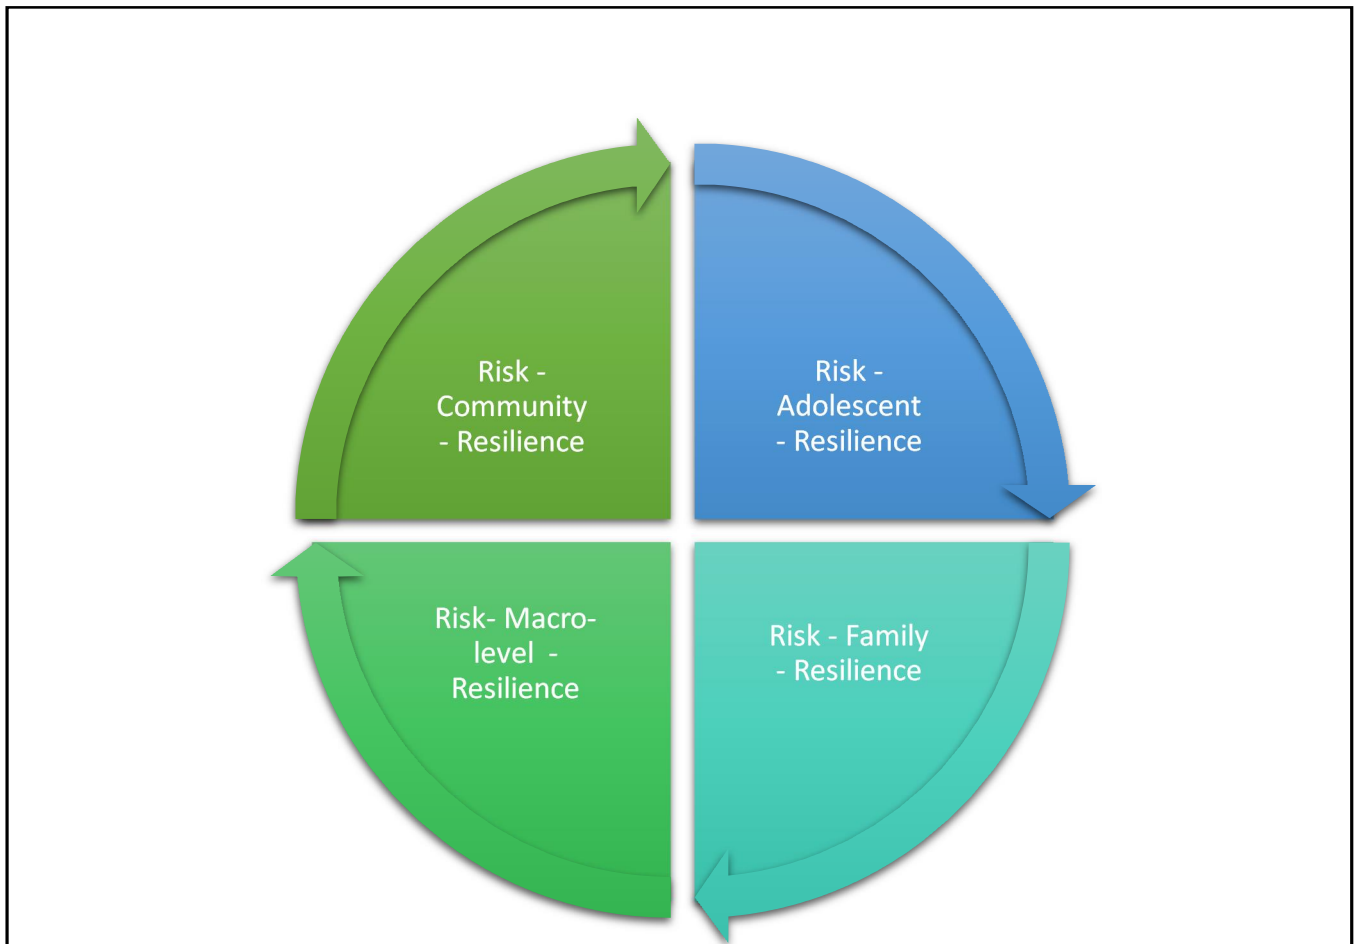 Risk -
Community
- Resilience
Risk -
Adolescent
- Resilience
Risk- Macro-
level  -
Resilience
Risk - Family
- Resilience